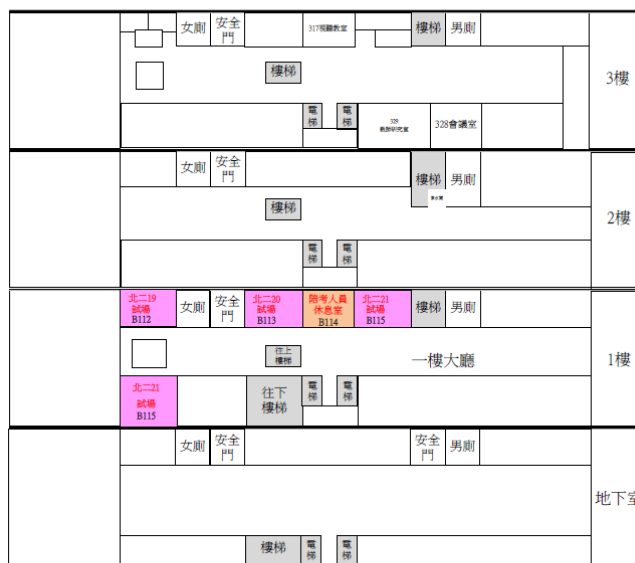 女廁
安全
門
317視聽教室
樓梯
男廁
樓梯
3樓
電
梯
電
梯
329
教師研究室
328會議室
女廁
安全
門
樓梯
男廁
樓梯
2樓
電
梯
電
梯
北二19
試場
B112
女廁
安全
門
北二20
試場
B113
陪考人員
休息室
B114
北二21
試場
B115
樓梯
男廁
往上
樓梯
一樓大廳
1樓
北二21
試場
B115
往下
樓梯
電
梯
電
梯
女廁
安全
門
安全
門
男廁
地下室
樓梯
電
梯
電
梯